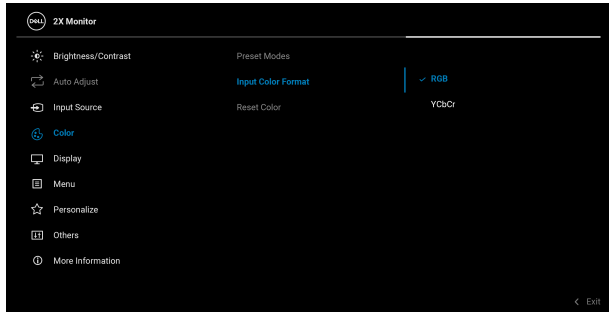 DELL 2X Monitor
Brightness/Contrast
Auto Adjust
Input Source
Color
Display
Menu
Personalize
Others
More Information
Preset Modes
Input Color Format
Reset Color
RGB
YCbCr
Exit